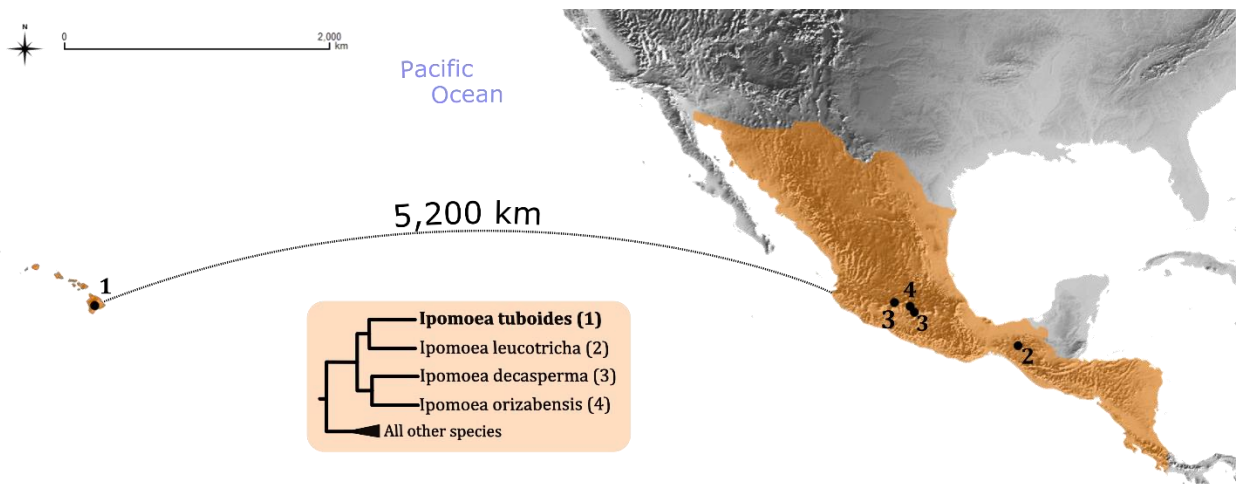 N
0
2,000
km
Pacific
Ocean
5,200 km
1
4
3
3
2
Ipomoea tuboides (1)
Ipomoea leucotricha (2)
Ipomoea decasperma (3)
Ipomoea orizabensis (4)
All other species